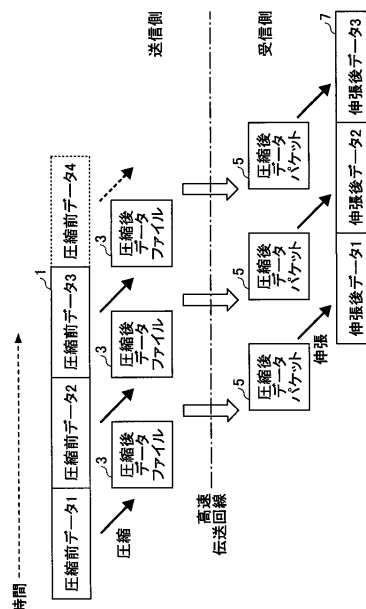 時間
圧縮前データ1
圧縮前データ2
圧縮前データ3
圧縮前データ4
1
圧縮
3
圧縮後
データ
ファイル
3
圧縮後
データ
ファイル
3
圧縮後
データ
ファイル
送信側
高速
伝送回線
受信側
5
圧縮後
データ
パケット
5
圧縮後
データ
パケット
5
圧縮後
データ
パケット
伸張
伸張後データ1
伸張後データ2
伸張後データ3
7